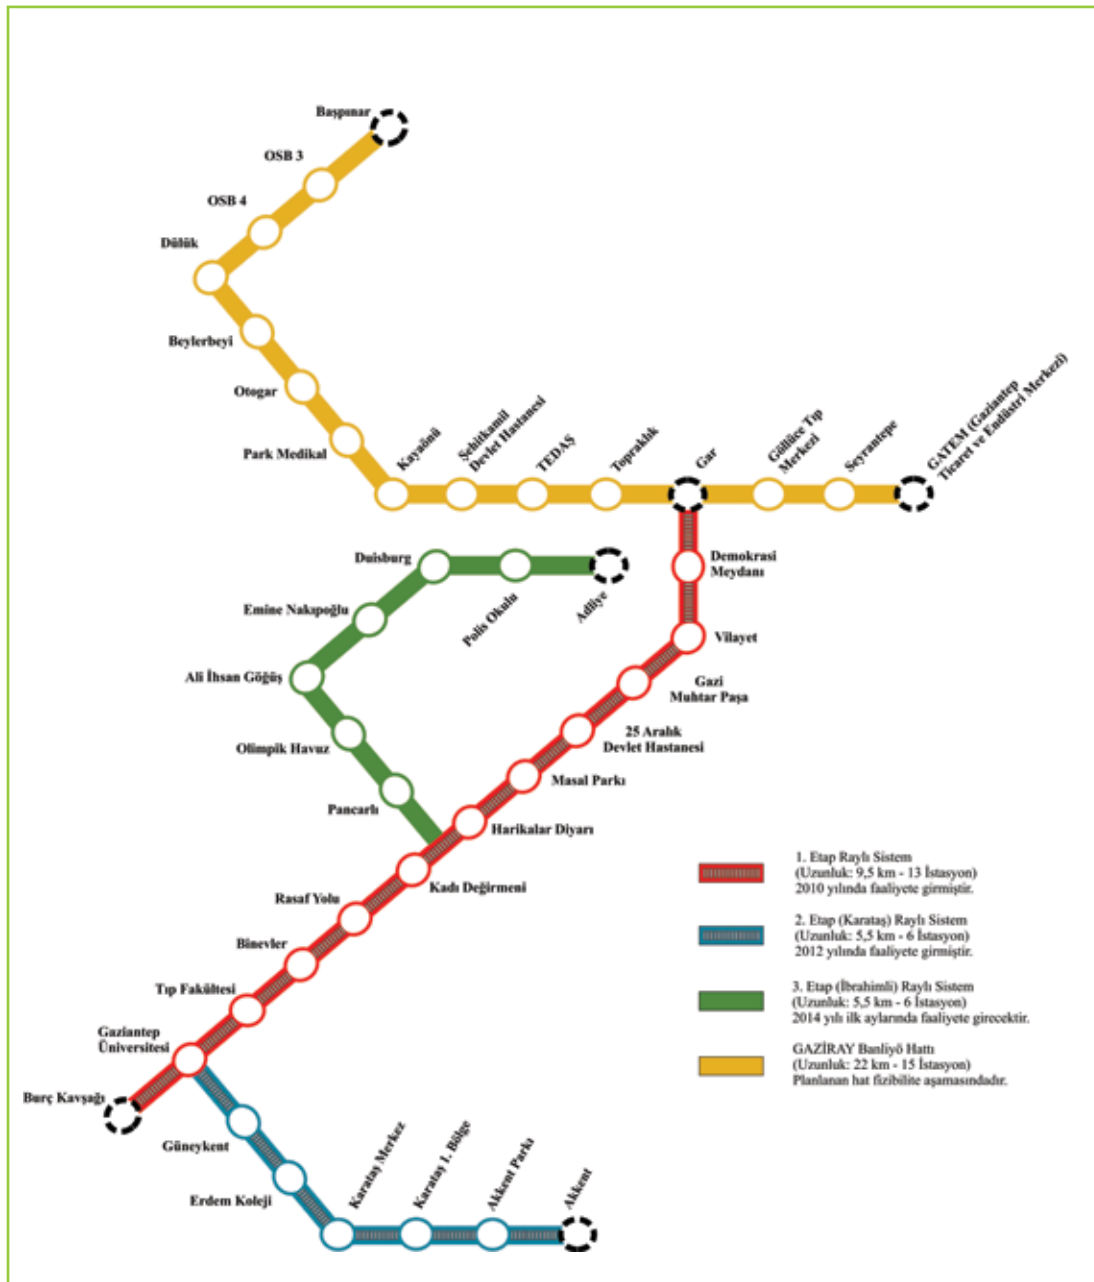 Başpınar
OSB 3
OSB 4
Dülük
Beylerbeyi
Otogar
Park Medikal
Kayaönü
Şehitkamil
Devlet Hastanesi
TEDAŞ
Topraklık
Gar
Göllüce Tıp
Merkezi
Seyrantepe
GATEM (Gaziantep
Ticaret ve Endüstri Merkezi)
Duisburg
Polis Okulu
Adliye
Emine Nakıpoğlu
Ali İhsan Göğüş
Olimpik Havuz
Pancarlı
Demokrasi
Meydanı
Vilayet
Gazi
Muhtar Paşa
25 Aralık
Devlet Hastanesi
Masal Parkı
Harikalar Diyarı
Kadı Değirmeni
Rasaf Yolu
Binevler
Tıp Fakültesi
Gaziantep
Üniversitesi
Burç Kavşağı
Güneykent
Erdem Koleji
Karataş Merkez
Karataş 1. Bölge
Akkent Parkı
Akkent
1. Etap Raylı Sistem
(Uzunluk: 9,5 km - 13 İstasyon)
2010 yılında faaliyete girmiştir.
2. Etap (Karataş) Raylı Sistem
(Uzunluk: 5,5 km - 6 İstasyon)
2012 yılında faaliyete girmiştir.
3. Etap (İbrahimli) Raylı Sistem
(Uzunluk: 5,5 km - 6 İstasyon)
2014 yılı ilk aylarında faaliyete girecektir.
GAZİRAY Banliyö Hattı
(Uzunluk: 22 km - 15 İstasyon)
Planlanan hat fizibilite aşamasındadır.